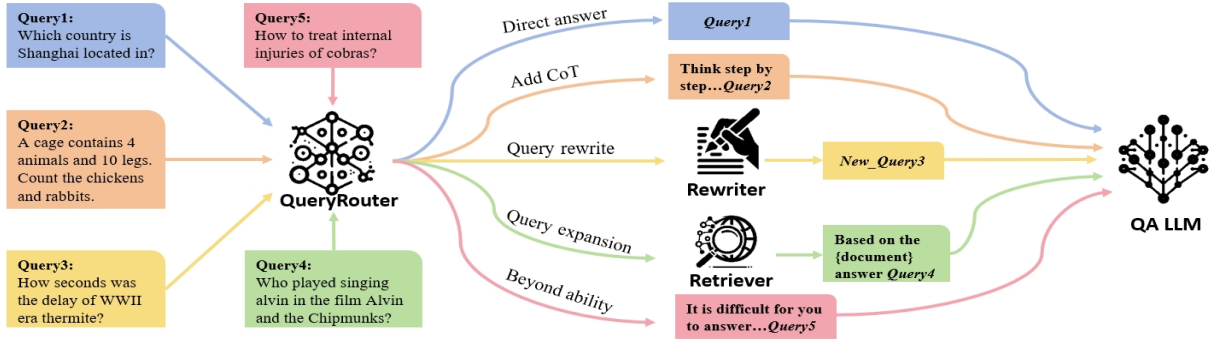 Query1:
Which country is
Shanghai located in?
Query5:
How to treat internal
injuries of cobras?
Query2:
A cage contains 4
animals and 10 legs.
Count the chickens
and rabbits.
QueryRouter
Query3:
How seconds was
the delay of WWII
era thermite?
Query4:
Who played singing
alvin in the film Alvin
and the Chipmunks?
Direct answer
Query1
Add CoT
Think step by
step…Query2
Query rewrite
Rewriter
New_Query3
Query expansion
Retriever
Based on the
{document}
answer Query4
Beyond ability
It is difficult for you
to answer…Query5
QA LLM